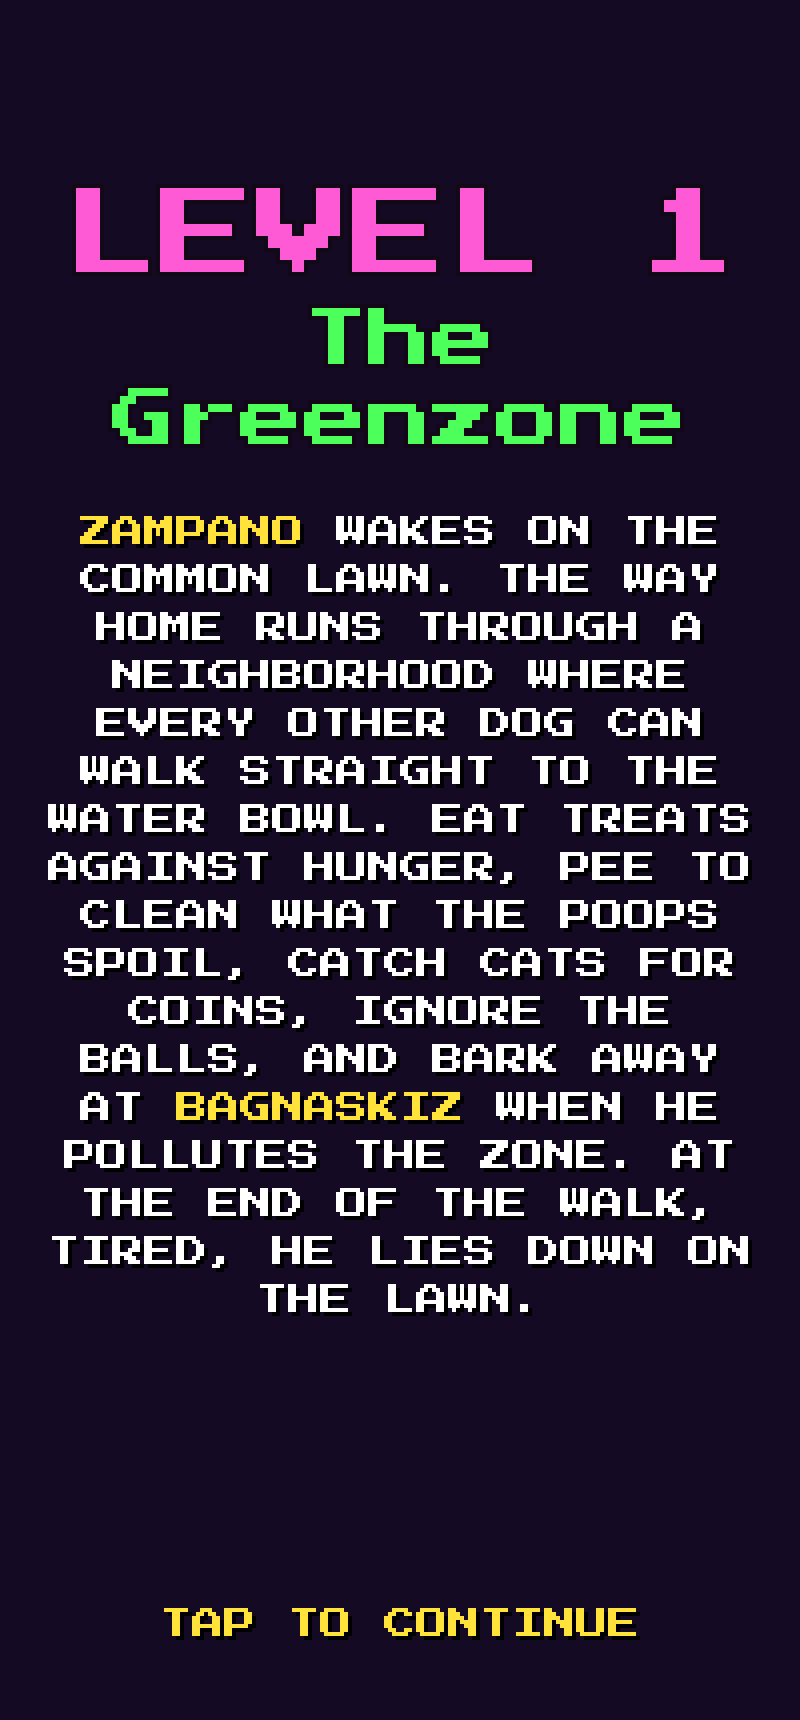 LEVEL 1
The
Greenzone
ZAMPANO WAKES ON THE
COMMON LAWN. THE WAY
HOME RUNS THROUGH A
NEIGHBORHOOD WHERE
EVERY OTHER DOG CAN
WALK STRAIGHT TO THE
WATER BOWL. EAT TREATS
AGAINST HUNGER, PEE TO
CLEAN WHAT THE POOPS
SPOIL, CATCH CATS FOR
COINS, IGNORE THE
BALLS, AND BARK AWAY
AT BAGNASKIZ WHEN HE
POLLUTES THE ZONE. AT
THE END OF THE WALK,
TIRED, HE LIES DOWN ON
THE LAWN.
TAP TO CONTINUE